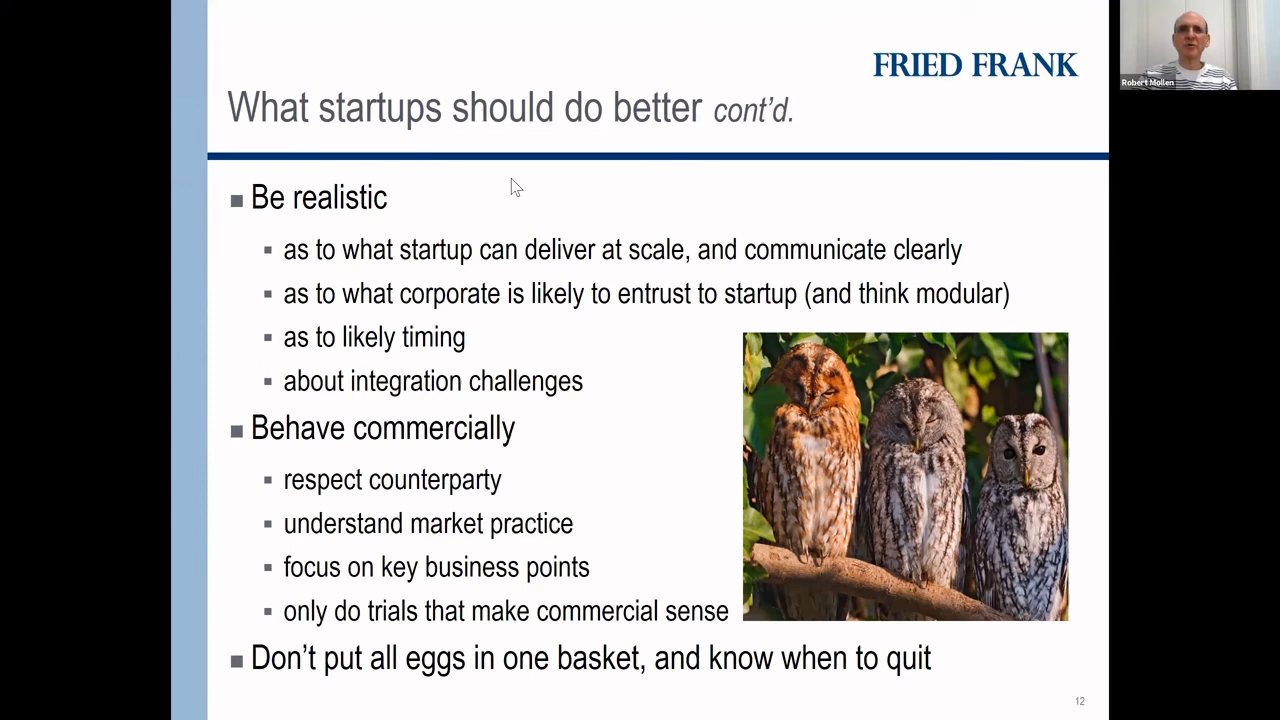 FRIED FRANK
Robert Mollen
What startups should do better cont'd.
Be realistic
as to what startup can deliver at scale, and communicate clearly
as to what corporate is likely to entrust to startup (and think modular)
as to likely timing
about integration challenges
Behave commercially
respect counterparty
understand market practice
focus on key business points
only do trials that make commercial sense
Don't put all eggs in one basket, and know when to quit
12